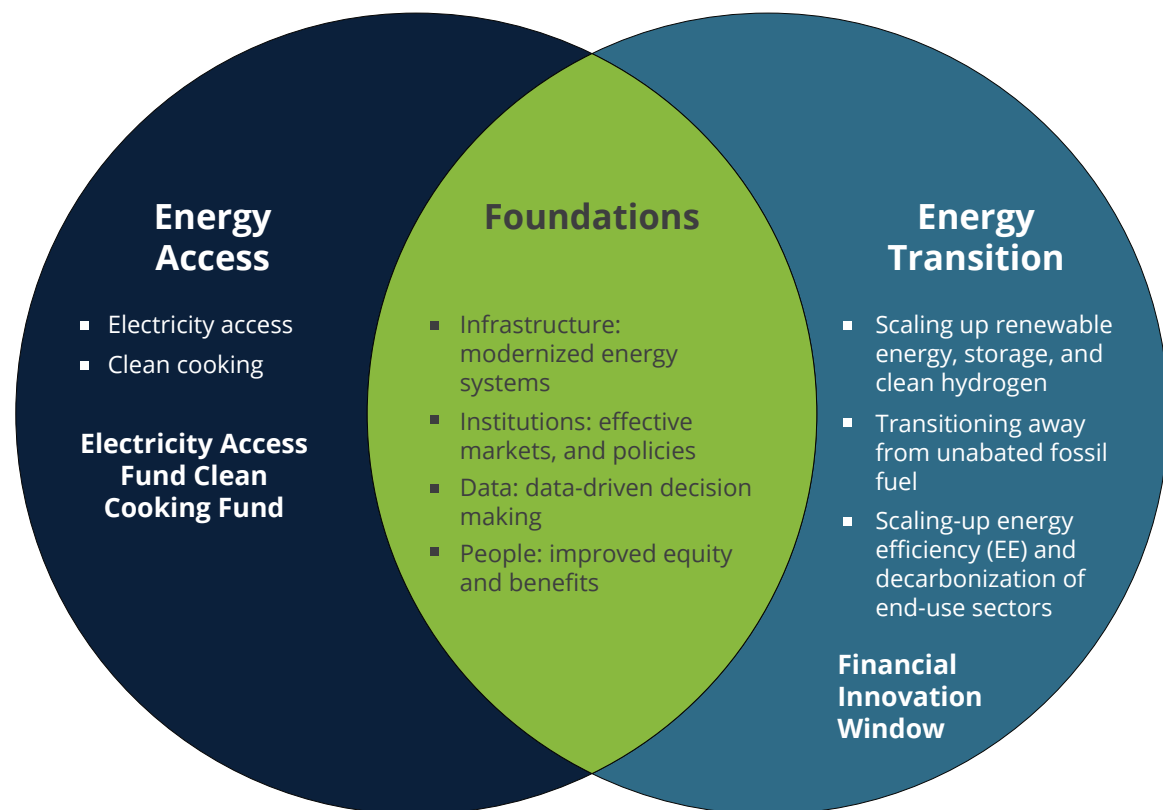 Energy
Access
Electricity access
Clean cooking
Electricity Access
Fund Clean
Cooking Fund
Foundations
Infrastructure:
modernized energy
systems
Institutions: effective
markets, and policies
Data: data-driven decision
making
People: improved equity
and benefits
Energy
Transition
Scaling up renewable
energy, storage, and
clean hydrogen
Transitioning away
from unabated fossil
fuel
Scaling-up energy
efficiency (EE) and
decarbonization of
end-use sectors
Financial
Innovation
Window